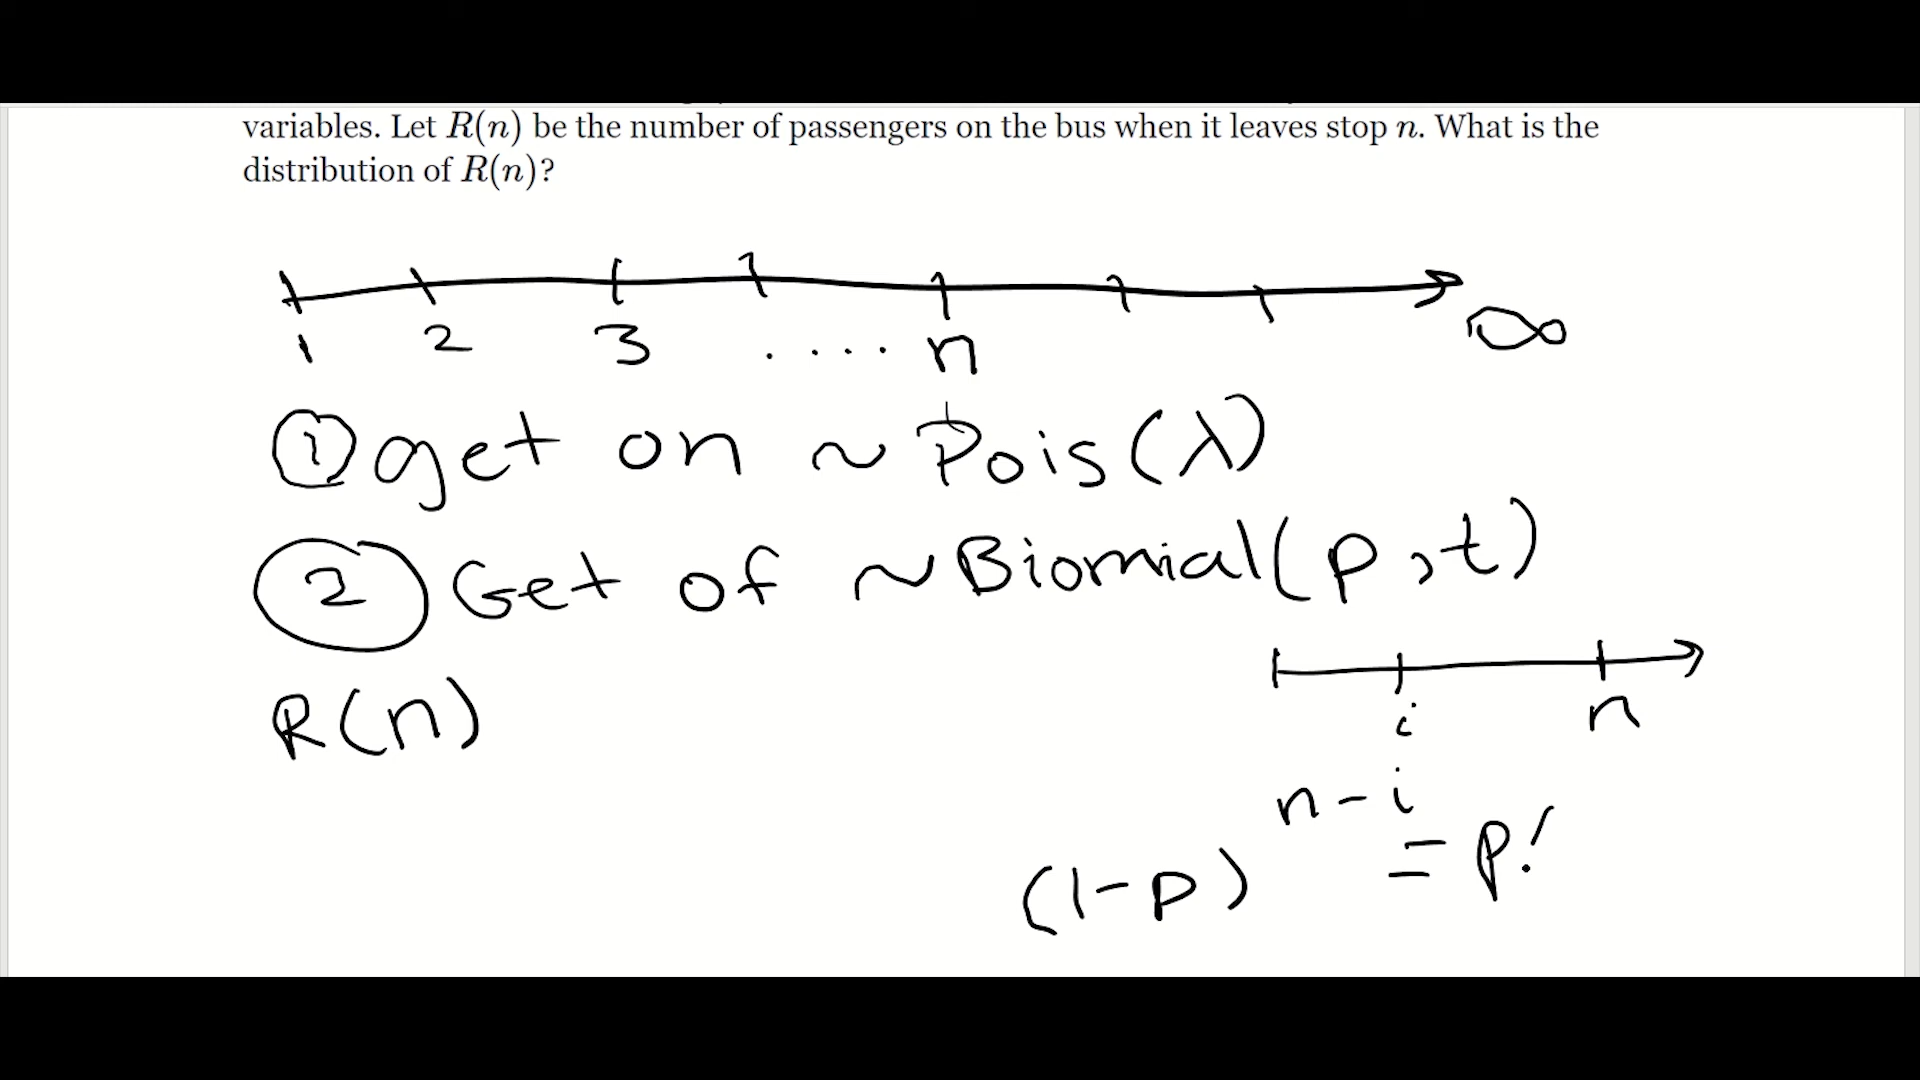 variables. Let R(n) be the number of passengers on the bus when it leaves stop n. What is the
distribution of R(n)?
1 2 3 .... n ∞
① get on ~ Pois(λ)
② Get of ~ Biomial(p,t)
R(n)
i n
(1-p)^{n-i} = p!